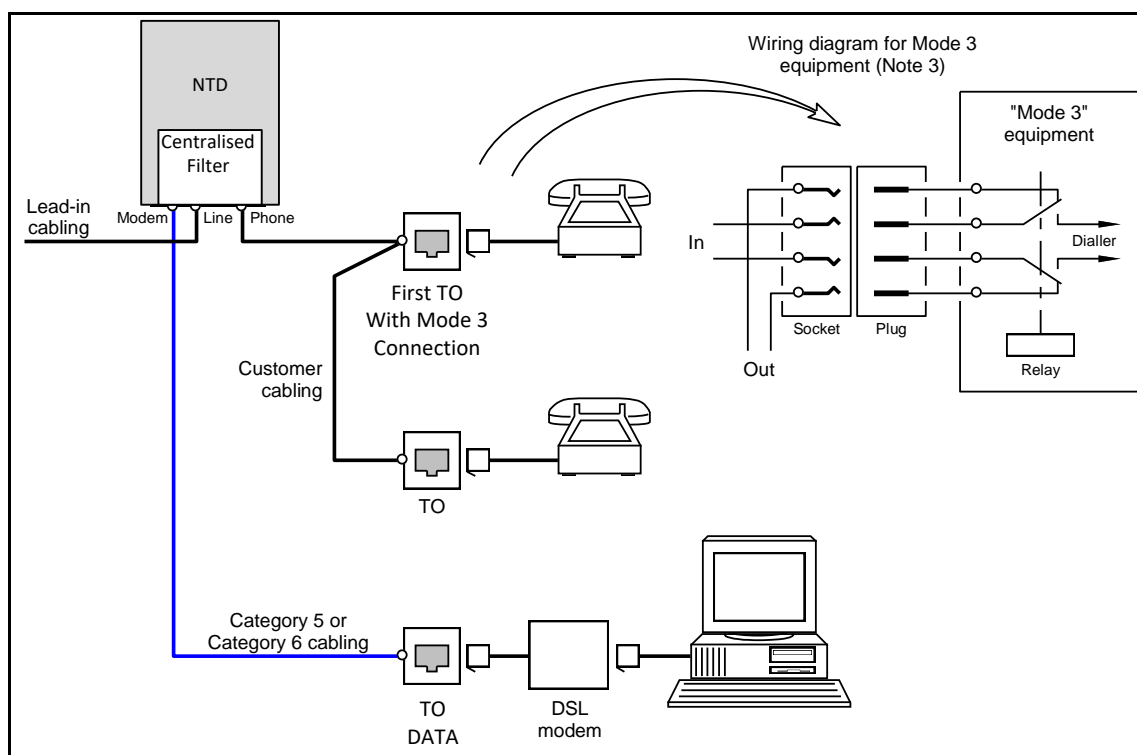 Wiring diagram for Mode 3
equipment (Note 3)
NTD
Centralised
Filter
Lead-in
cabling
Modem
Line
Phone
"Mode 3"
equipment
In
Out
Socket
Plug
Dialler
Relay
First TO
With Mode 3
Connection
Customer
cabling
TO
Category 5 or
Category 6 cabling
TO
DATA
DSL
modem